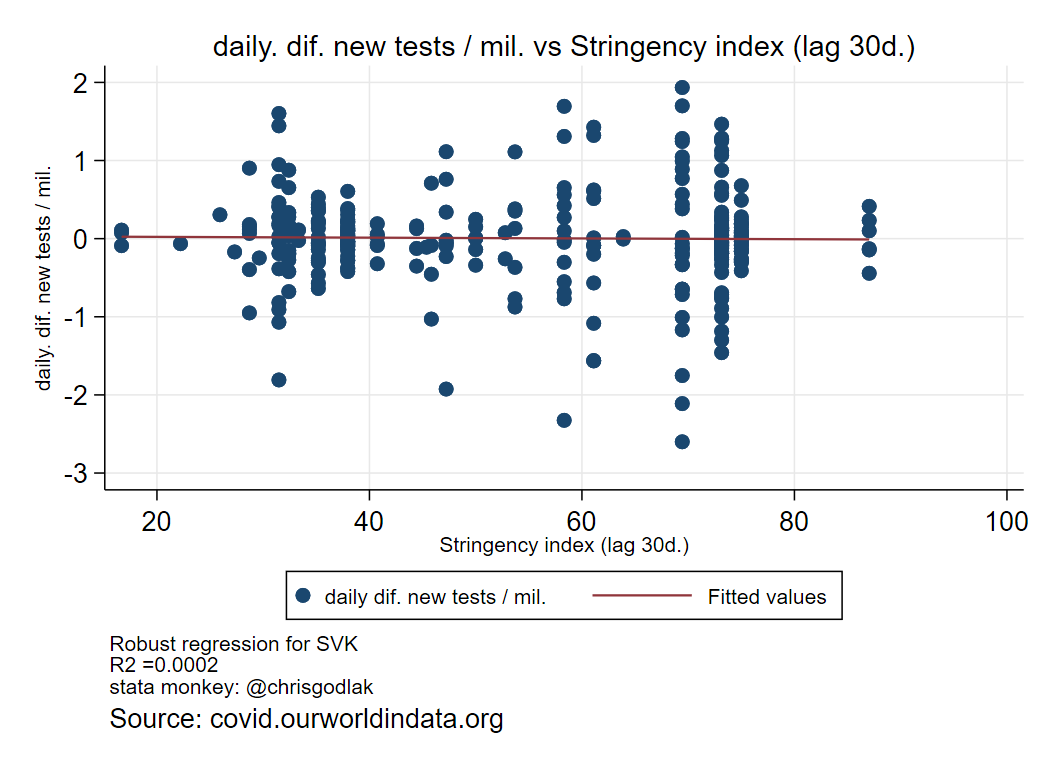 daily. dif. new tests / mil. vs Stringency index (lag 30d.)
daily. dif. new tests / mil.
2
1
0
-1
-2
-3
20 40 60 80 100
Stringency index (lag 30d.)
daily dif. new tests / mil. Fitted values
Robust regression for SVK
R2 =0.0002
stata monkey: @chrisgodlak
Source: covid.ourworldindata.org